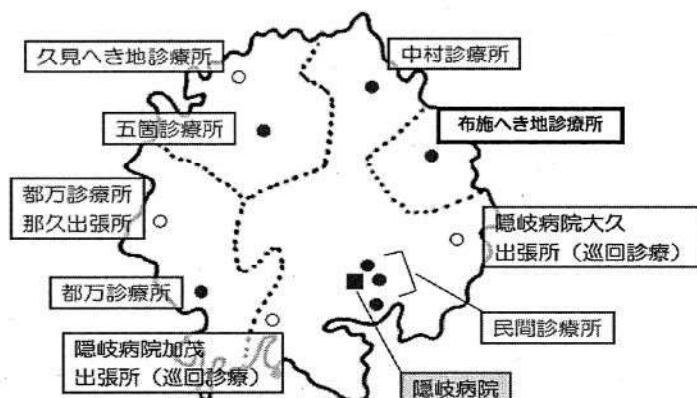 久見へき地診療所
中村診療所
五箇診療所
布施へき地診療所
都万診療所
那久出張所
隠岐病院大久
出張所（巡回診療）
都万診療所
民間診療所
隠岐病院加茂
出張所（巡回診療）
隠岐病院